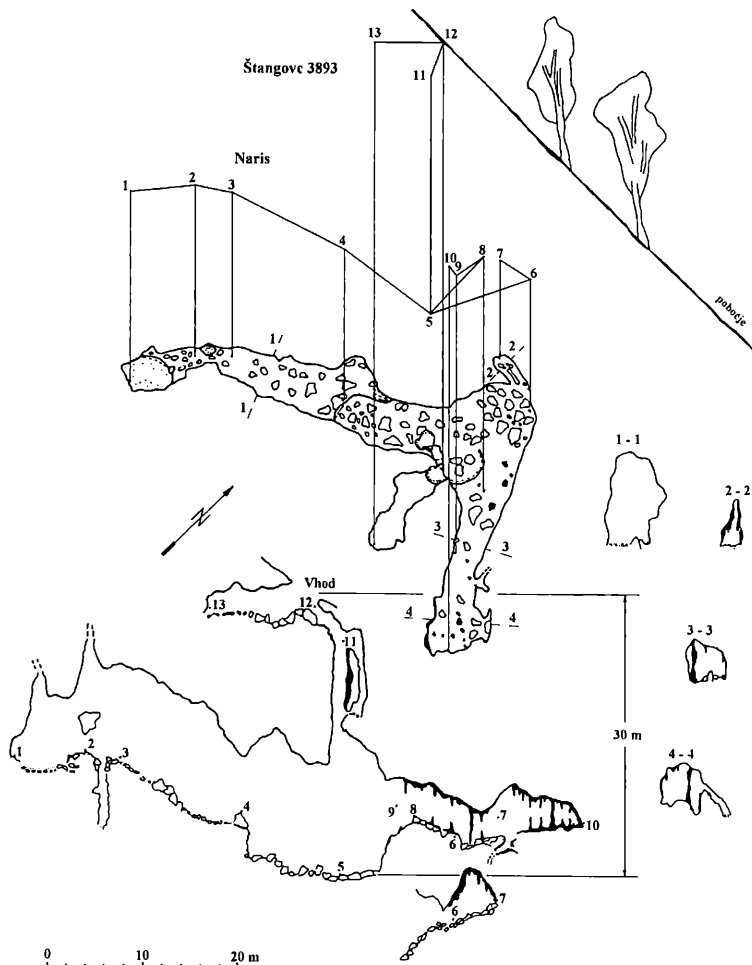 13 12
Štangovc 3893
11
Naris
1 2 3
4
10 9 8 7 6
5
pobočje
1/ 2/
2/
1/
1 - 1
2 - 2
3 3
Vhod
13 12
4 4
11
3 - 3
30 m
1 2 3
4 - 4
4 9 8 7
6 10
5
6 7
0 10 20 m